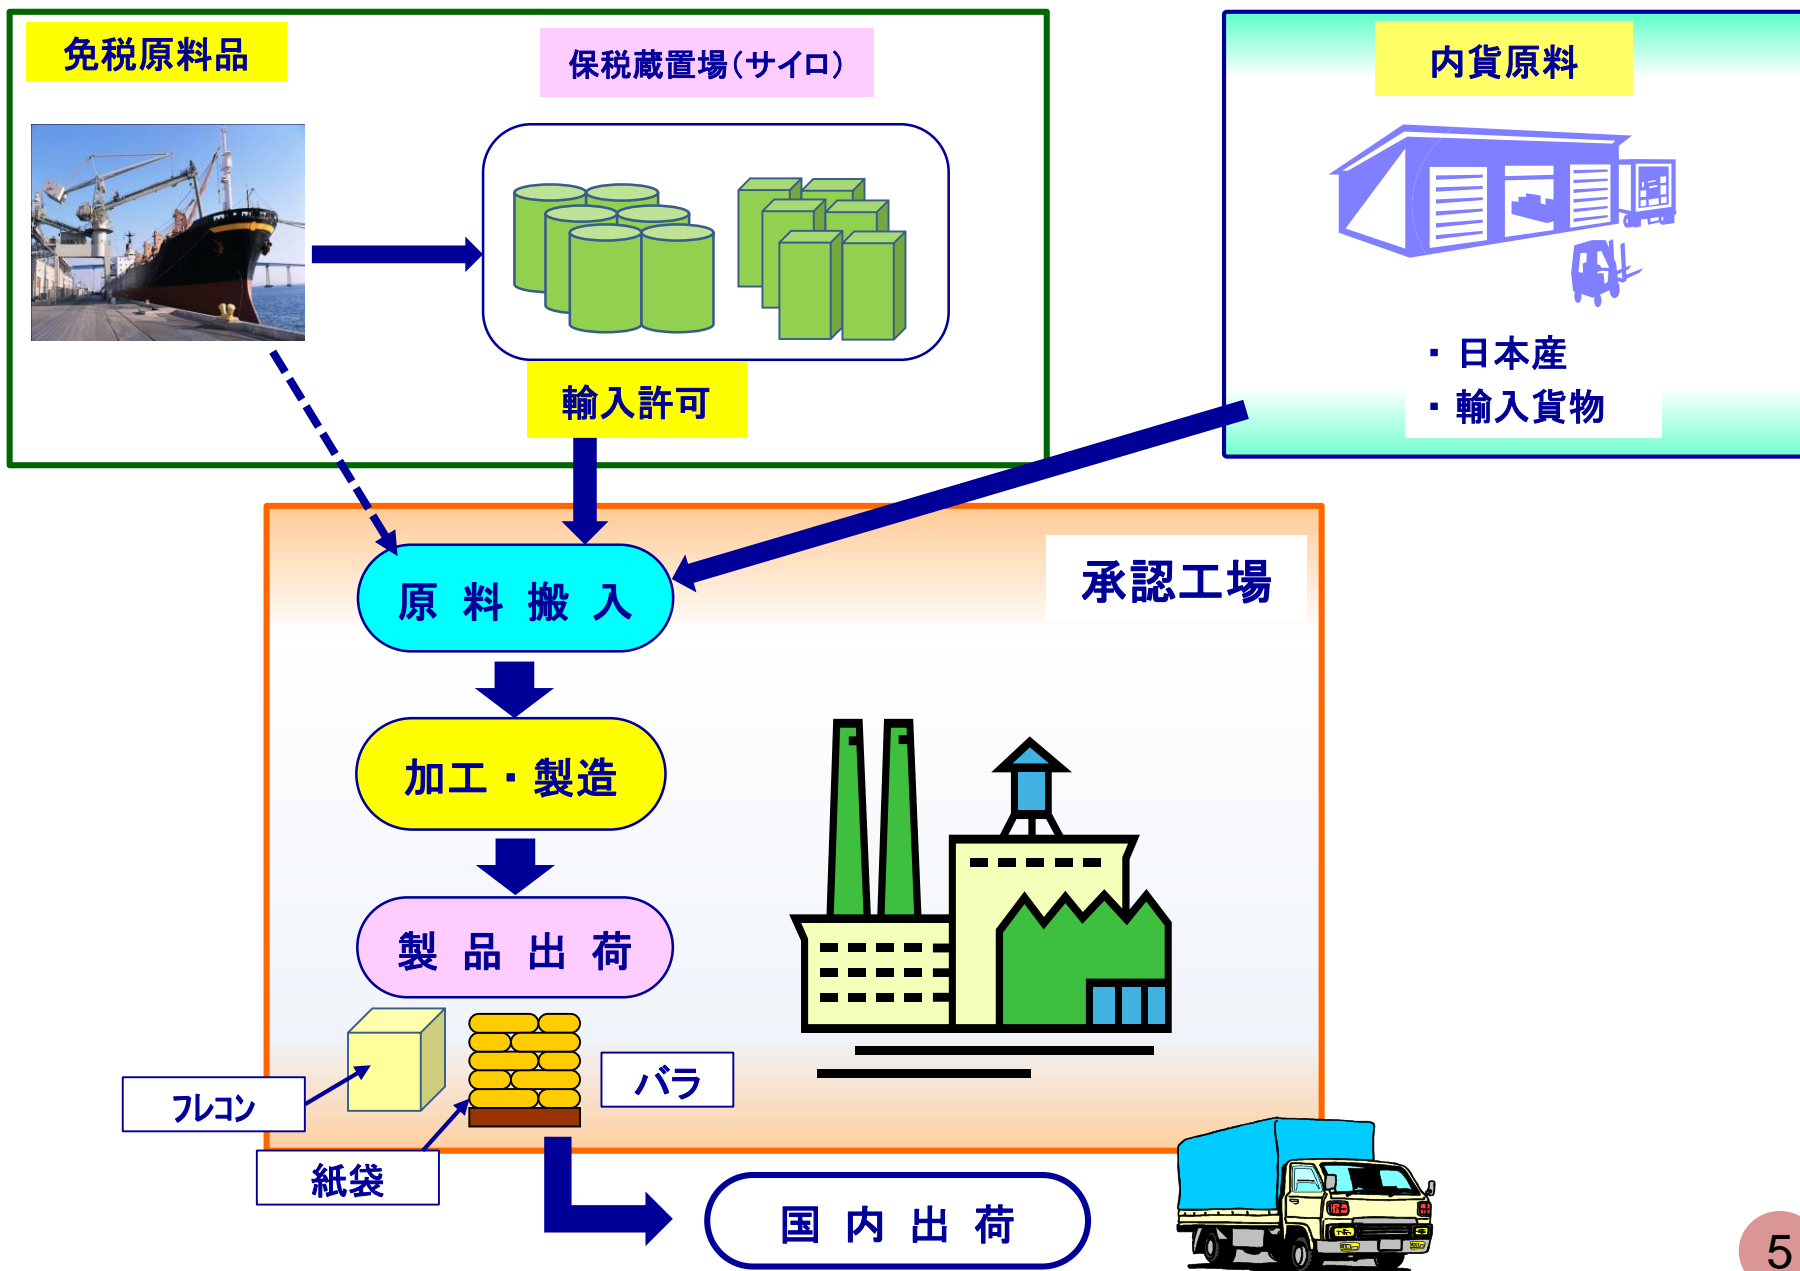 免税原料品
保税蔵置場(サイロ)
内貨原料
・日本産
・輸入貨物
輸入許可
承認工場
原料搬入
加工・製造
製品出荷
フレコン
バラ
紙袋
国内出荷
5